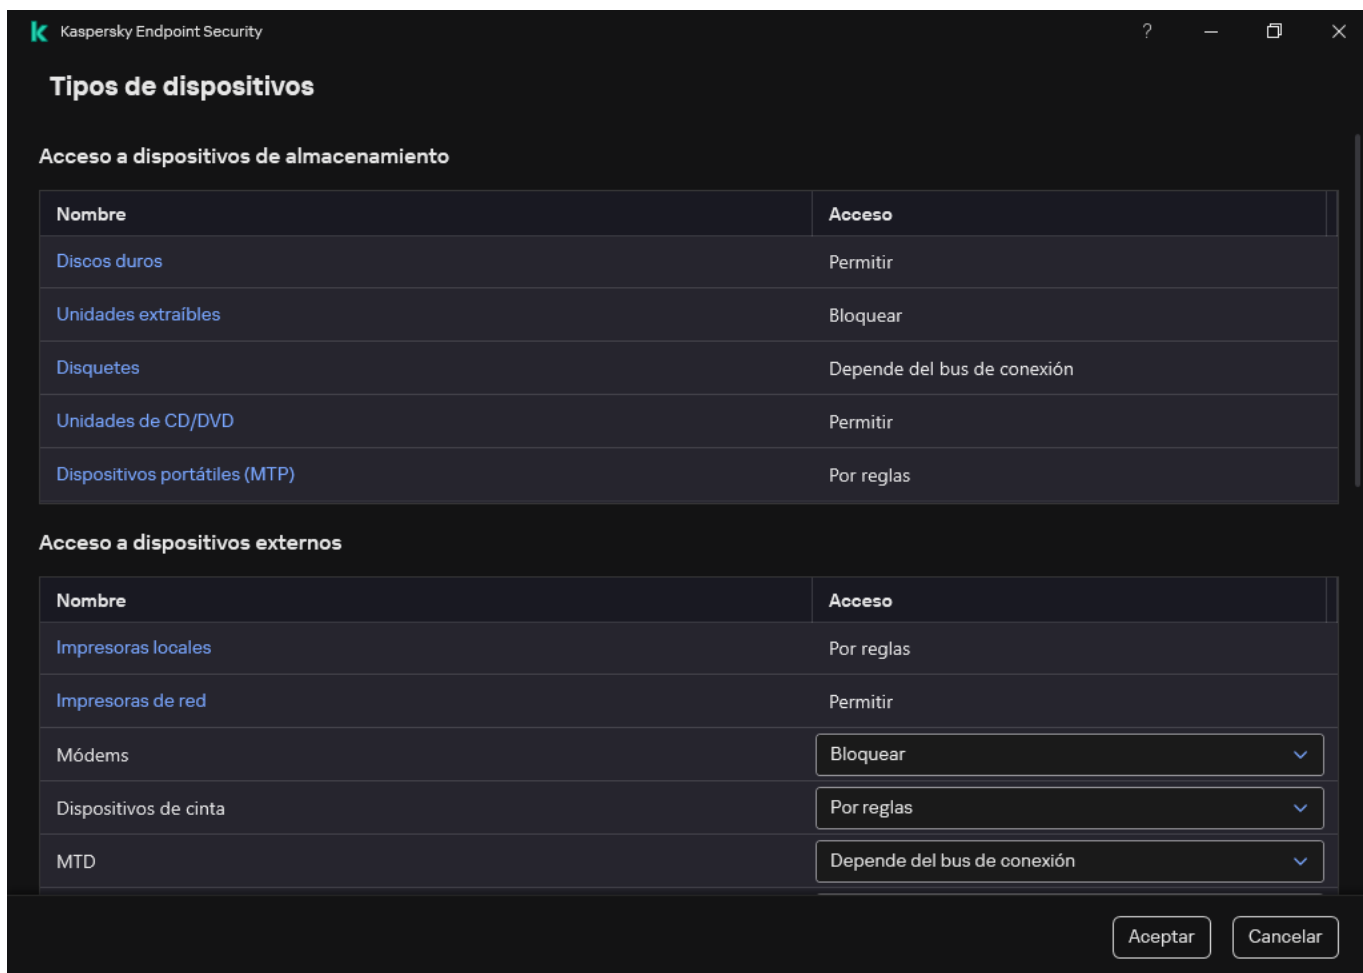 Kaspersky Endpoint Security
?
Tipos de dispositivos
Acceso a dispositivos de almacenamiento
Nombre Acceso
Discos duros Permitir
Unidades extraíbles Bloquear
Disquetes Depende del bus de conexión
Unidades de CD/DVD Permitir
Dispositivos portátiles (MTP) Por reglas
Acceso a dispositivos externos
Nombre Acceso
Impresoras locales Por reglas
Impresoras de red Permitir
Módems Bloquear
Dispositivos de cinta Por reglas
MTD Depende del bus de conexión
Aceptar Cancelar